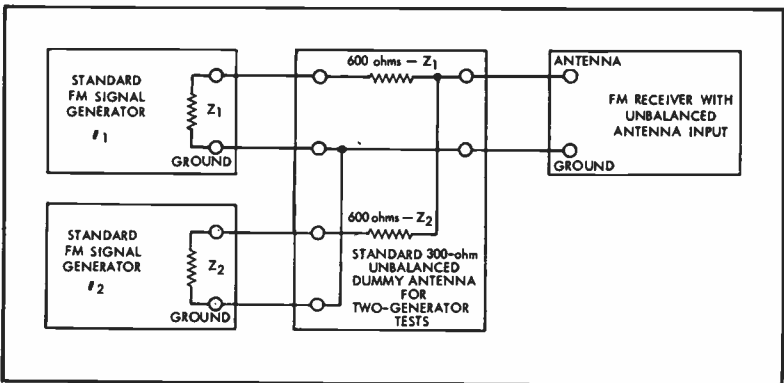 STANDARD
FM SIGNAL
GENERATOR
#1
Z1
GROUND
600 ohms — Z1
ANTENNA
FM RECEIVER WITH
UNBALANCED
ANTENNA INPUT
GROUND
STANDARD
FM SIGNAL
GENERATOR
#2
Z2
GROUND
600 ohms — Z2
STANDARD 300-ohm
UNBALANCED
DUMMY ANTENNA
FOR
TWO-GENERATOR
TESTS